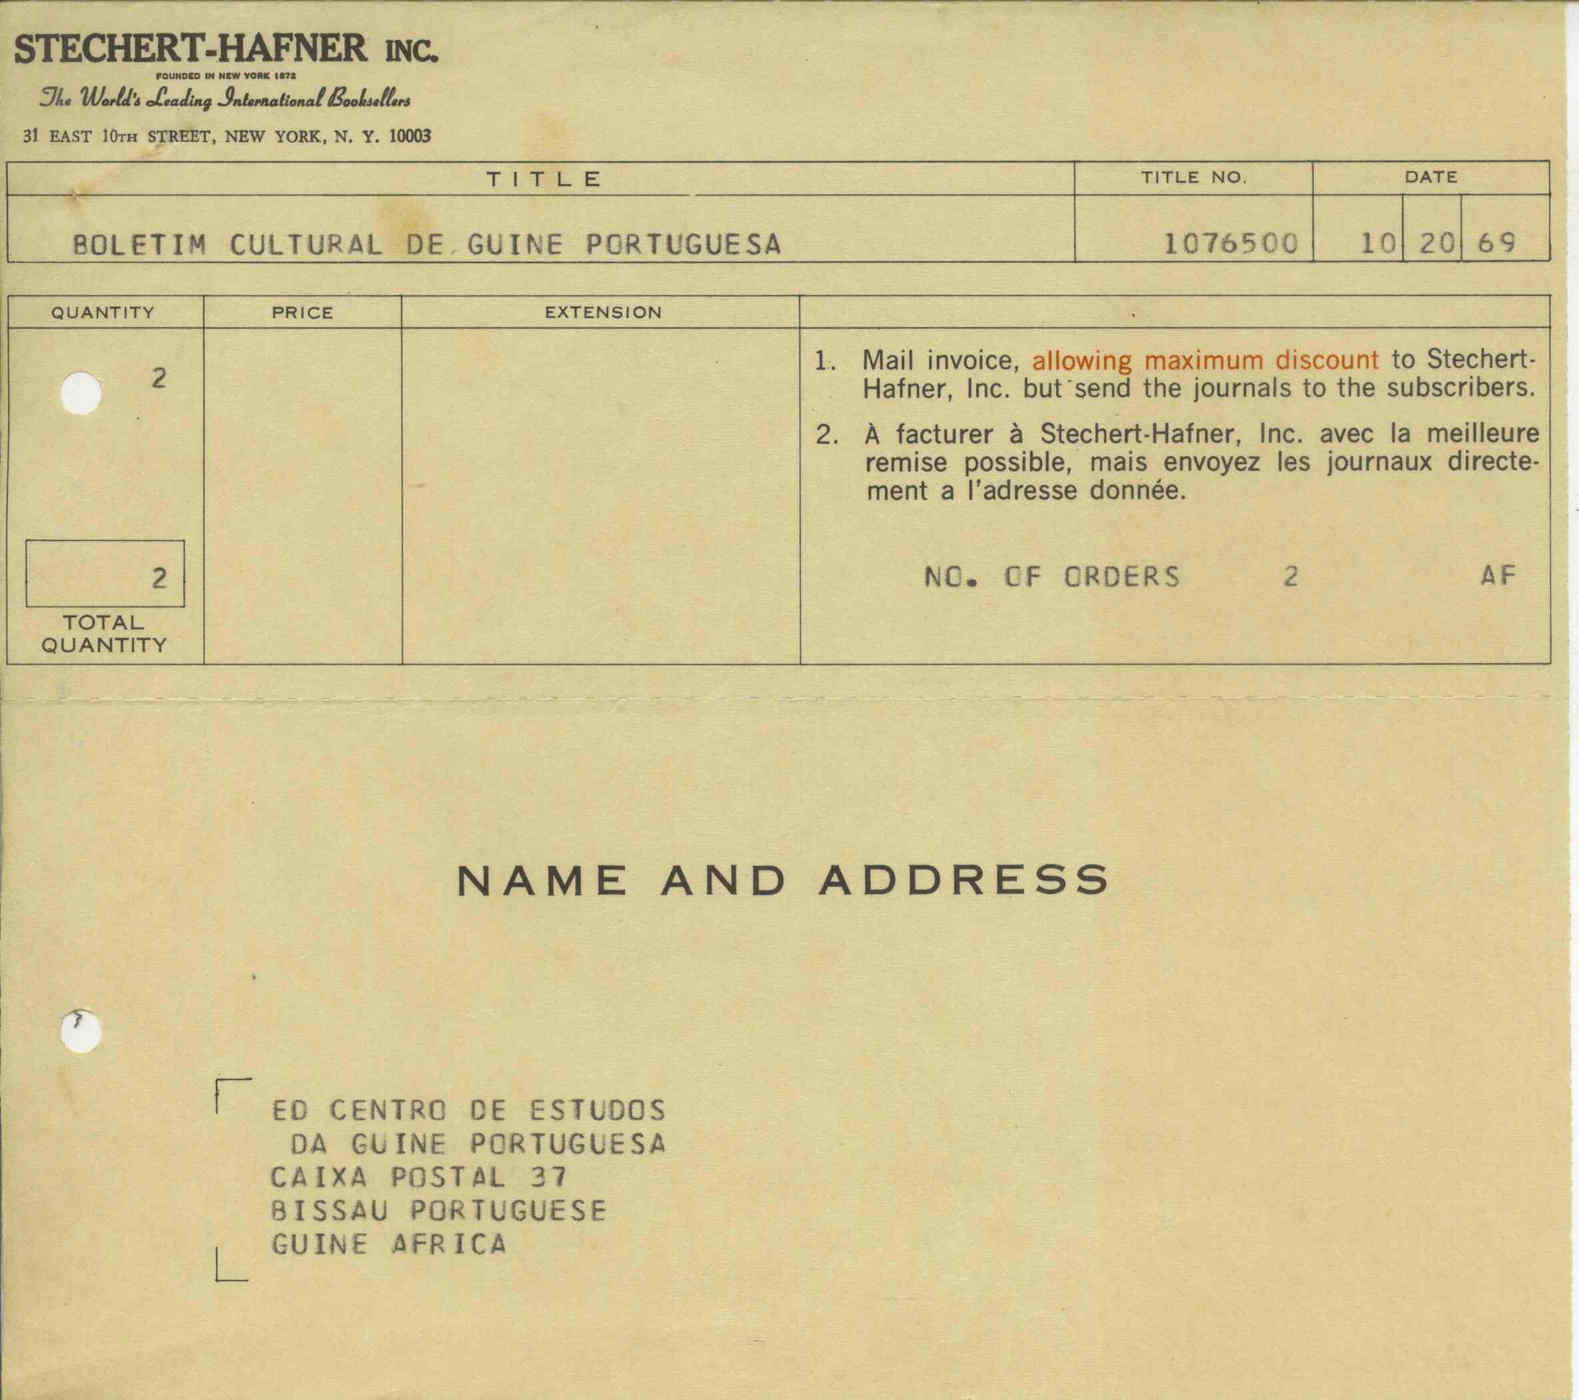 STECHERT-HAFNER INC.
FOUNDED IN NEW YORK 1872
The World's Leading International Booksellers
31 EAST 10TH STREET, NEW YORK, N. Y. 10003
TITLE TITLE NO. DATE
BOLETIM CULTURAL DE GUINE PORTUGUESA 1076500 10 20 69
QUANTITY PRICE EXTENSION
2
1. Mail invoice, allowing maximum discount to Stechert-
Hafner, Inc. but send the journals to the subscribers.
2. À facturer à Stechert-Hafner, Inc. avec la meilleure
remise possible, mais envoyez les journaux directe-
ment a l'adresse donnée.
2 NO. OF ORDERS 2 AF
TOTAL
QUANTITY
NAME AND ADDRESS
ED CENTRO DE ESTUDOS
DA GUINE PORTUGUESA
CAIXA POSTAL 37
BISSAU PORTUGUESE
GUINE AFRICA